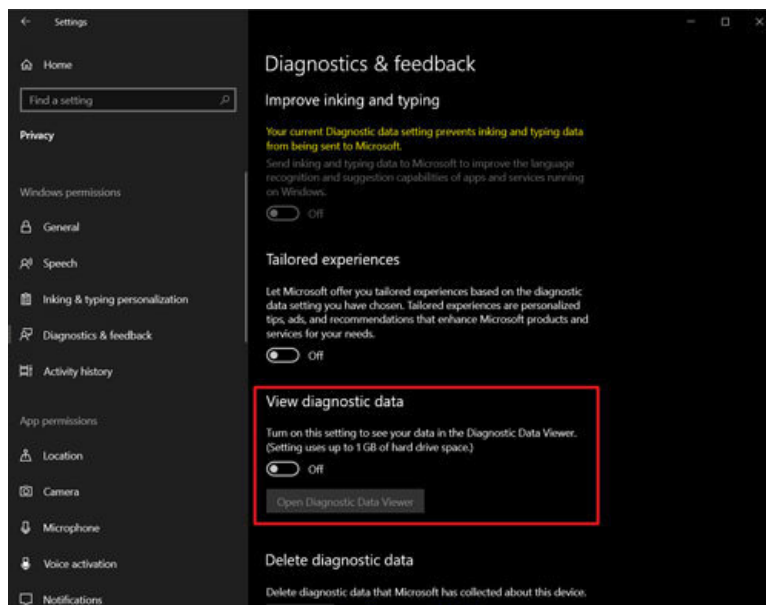 Settings
Home
Find a setting
Privacy
Windows permissions
General
Speech
Inking & typing personalization
Diagnostics & feedback
Activity history
App permissions
Location
Camera
Microphone
Voice activation
Notifications
Diagnostics & feedback
Improve inking and typing
Your current Diagnostic data setting prevents inking and typing data
from being sent to Microsoft.
Send inking and typing data to Microsoft to improve the language
recognition and suggestion capabilities of apps and services running
on Windows.
Off
Tailored experiences
Let Microsoft offer you tailored experiences based on the diagnostic
data setting you have chosen. Tailored experiences are personalized
tips, ads, and recommendations that enhance Microsoft products and
services for your needs.
Off
View diagnostic data
Turn on this setting to see your data in the Diagnostic Data Viewer.
(Setting uses up to 1 GB of hard drive space.)
Off
Open Diagnostic Data Viewer
Delete diagnostic data
Delete diagnostic data that Microsoft has collected about this device.